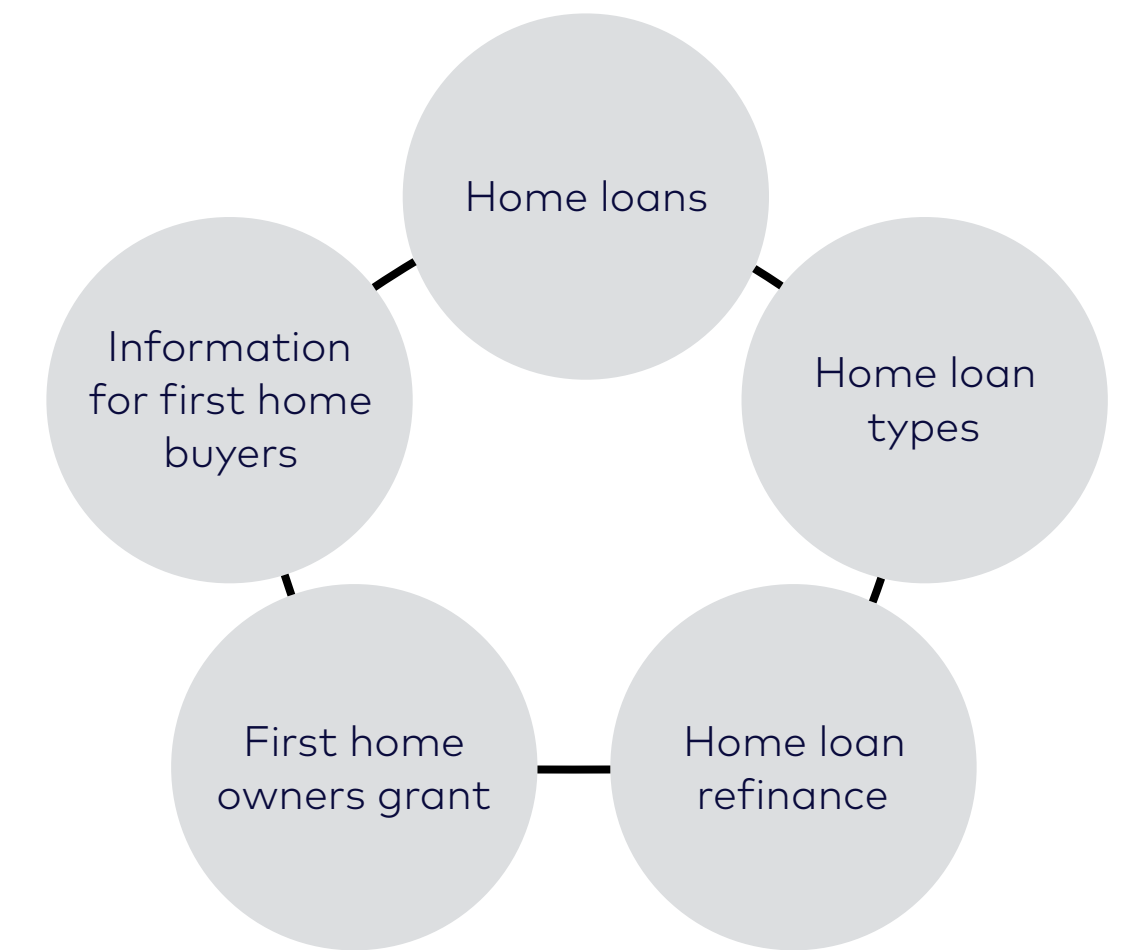 Home loans
Information
for first home
buyers
Home loan
types
First home
owners grant
Home loan
refinance